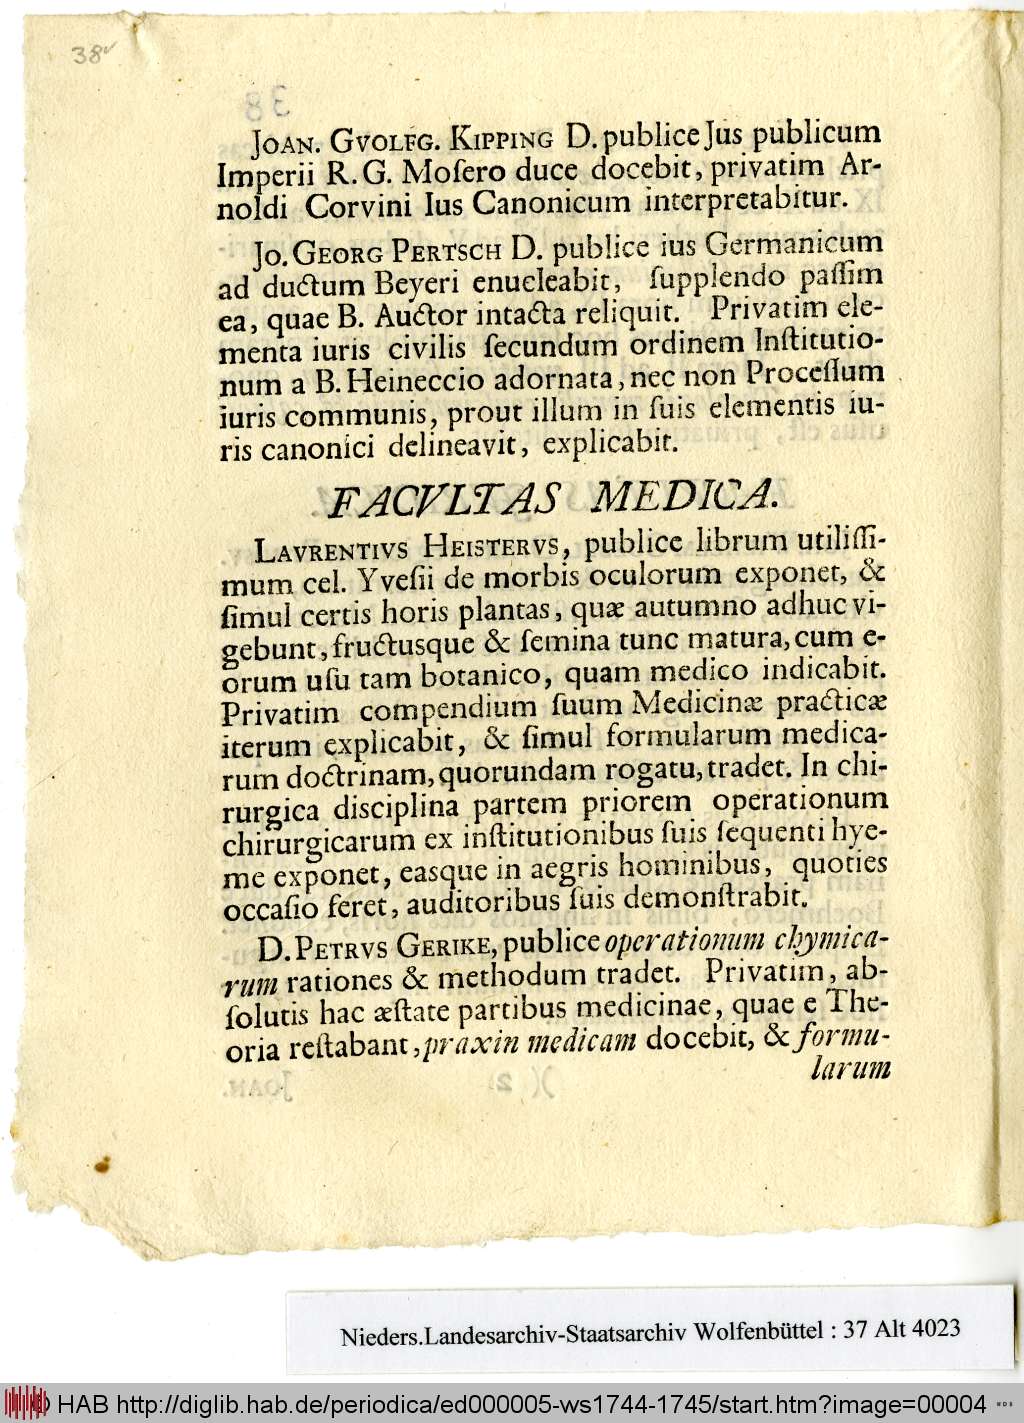 38v
38
Joan. Gvolfg. Kipping D. publice Jus publicum
Imperii R. G. Moſero duce docebit, privatim Ar-
noldi Corvini Ius Canonicum interpretabitur.
Jo. Georg Pertsch D. publice ius Germanicum
ad ductum Beyeri enucleabit, ſupplendo paſſim
ea, quae B. Auctor intacta reliquit. Privatim ele-
menta iuris civilis ſecundum ordinem Inſtitutio-
num a B. Heineccio adornata, nec non Proceſſum
iuris communis, prout illum in ſuis elementis iu-
ris canonici delineavit, explicabit.
FACVLTAS MEDICA.
Lavrentivs Heistervs, publice librum utiliſſi-
mum cel. Yveſii de morbis oculorum exponet, &
ſimul certis horis plantas, quæ autumno adhuc vi-
gebunt, fructusque & ſemina tunc matura, cum e-
orum uſu tam botanico, quam medico indicabit.
Privatim compendium ſuum Medicinæ practicæ
iterum explicabit, & ſimul formularum medica-
rum doctrinam, quorundam rogatu, tradet. In chi-
rurgica disciplina partem priorem operationum
chirurgicarum ex inſtitutionibus ſuis ſequenti hye-
me exponet, easque in aegris hominibus, quoties
occaſio feret, auditoribus ſuis demonſtrabit.
D. Petrvs Gerike, publice operationum chymica-
rum rationes & methodum tradet. Privatim, ab-
ſolutis hac æſtate partibus medicinae, quae e The-
oria reſtabant, praxin medicam docebit, & formu-
larum
Nieders.Landesarchiv-Staatsarchiv Wolfenbüttel : 37 Alt 4023
© HAB http://diglib.hab.de/periodica/ed000005-ws1744-1745/start.htm?image=00004